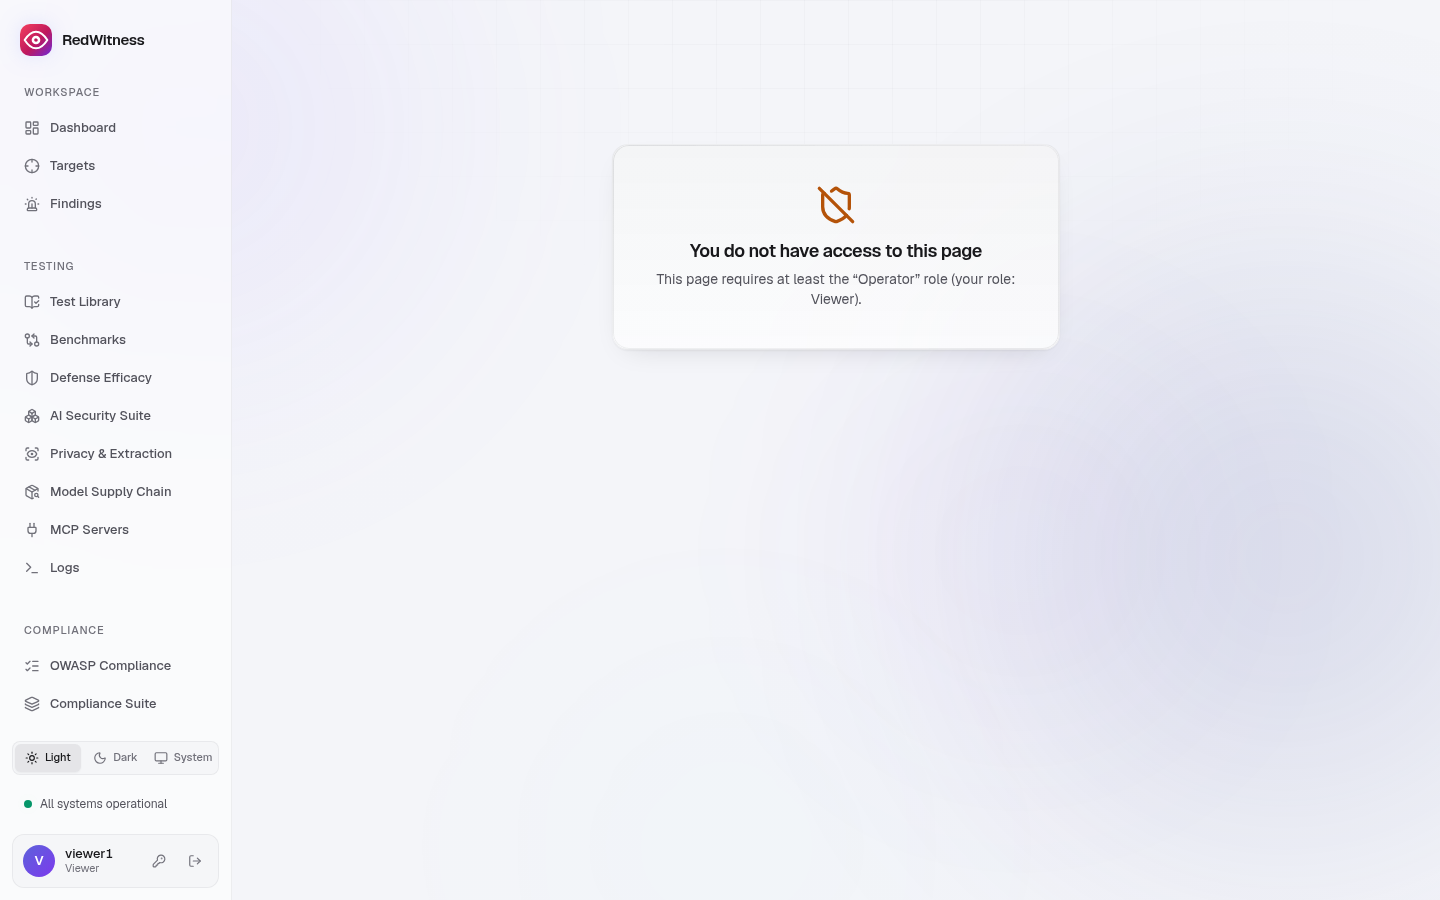 RedWitness
WORKSPACE
Dashboard
Targets
Findings
TESTING
Test Library
Benchmarks
Defense Efficacy
AI Security Suite
Privacy & Extraction
Model Supply Chain
MCP Servers
Logs
COMPLIANCE
OWASP Compliance
Compliance Suite
Light Dark System
All systems operational
V
viewer1
Viewer
You do not have access to this page
This page requires at least the “Operator” role (your role:
Viewer).